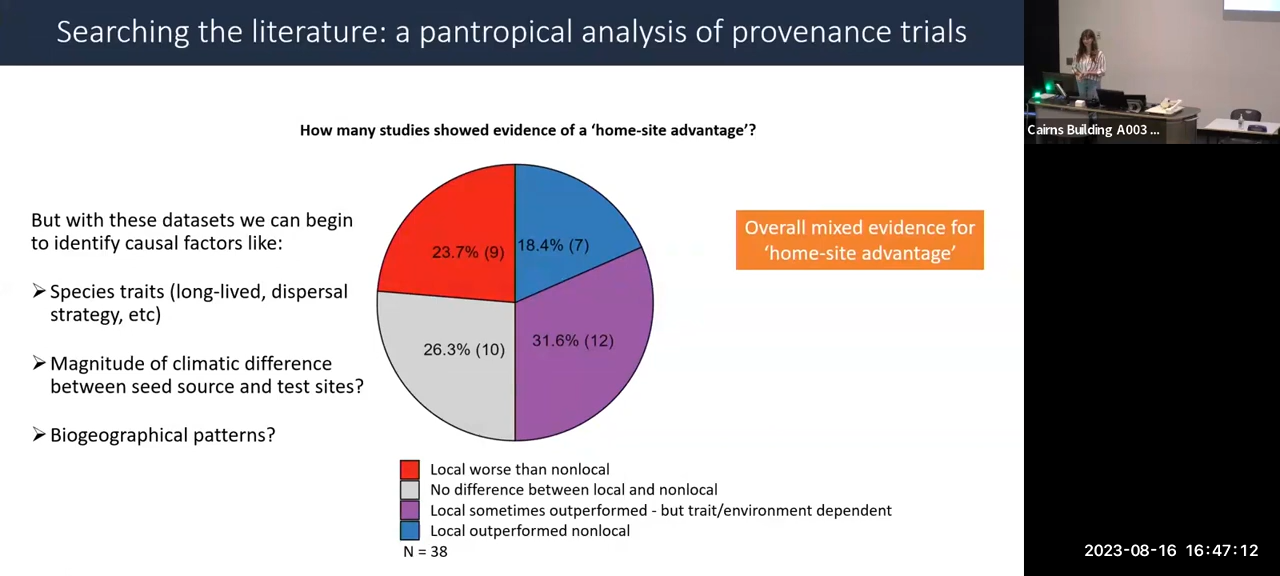 Searching the literature: a pantropical analysis of provenance trials
Cairns Building A003 ...
How many studies showed evidence of a ‘home-site advantage’?
But with these datasets we can begin
to identify causal factors like:
➢ Species traits (long-lived, dispersal
strategy, etc)
➢ Magnitude of climatic difference
between seed source and test sites?
➢ Biogeographical patterns?
23.7% (9)
18.4% (7)
26.3% (10)
31.6% (12)
Overall mixed evidence for
‘home-site advantage’
Local worse than nonlocal
No difference between local and nonlocal
Local sometimes outperformed - but trait/environment dependent
Local outperformed nonlocal
N = 38
2023-08-16 16:47:12